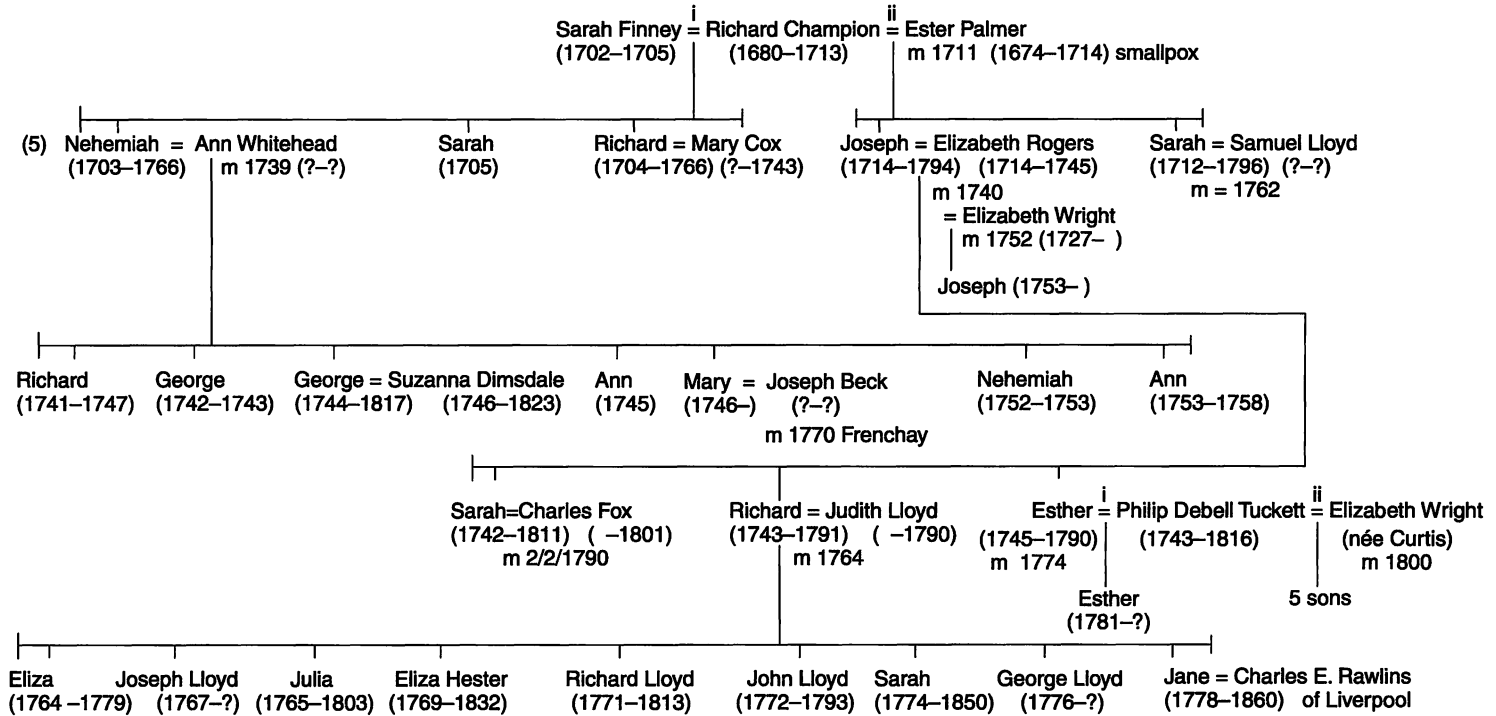 i ii
Sarah Finney = Richard Champion = Ester Palmer
(1702–1705) (1680–1713) m 1711 (1674–1714) smallpox
(5) Nehemiah = Ann Whitehead Sarah Richard = Mary Cox Joseph = Elizabeth Rogers Sarah = Samuel Lloyd
(1703–1766) m 1739 (?–?) (1705) (1704–1766) (?–1743) (1714–1794) (1714–1745) (1712–1796) (?–?)
m 1740 m = 1762
= Elizabeth Wright
m 1752 (1727– )
Joseph (1753– )
Richard George George = Suzanna Dimsdale Ann Mary = Joseph Beck Nehemiah Ann
(1741–1747) (1742–1743) (1744–1817) (1746–1823) (1745) (1746–) (?–?) (1752–1753) (1753–1758)
m 1770 Frenchay
i ii
Sarah=Charles Fox Richard = Judith Lloyd Esther = Philip Debell Tuckett = Elizabeth Wright
(1742–1811) ( –1801) (1743–1791) ( –1790) (1745–1790) (1743–1816) (née Curtis)
m 2/2/1790 m 1764 m 1774 m 1800
Esther 5 sons
(1781–?)
Eliza Joseph Lloyd Julia Eliza Hester Richard Lloyd John Lloyd Sarah George Lloyd Jane = Charles E. Rawlins
(1764 –1779) (1767–?) (1765–1803) (1769–1832) (1771–1813) (1772–1793) (1774–1850) (1776–?) (1778–1860) of Liverpool